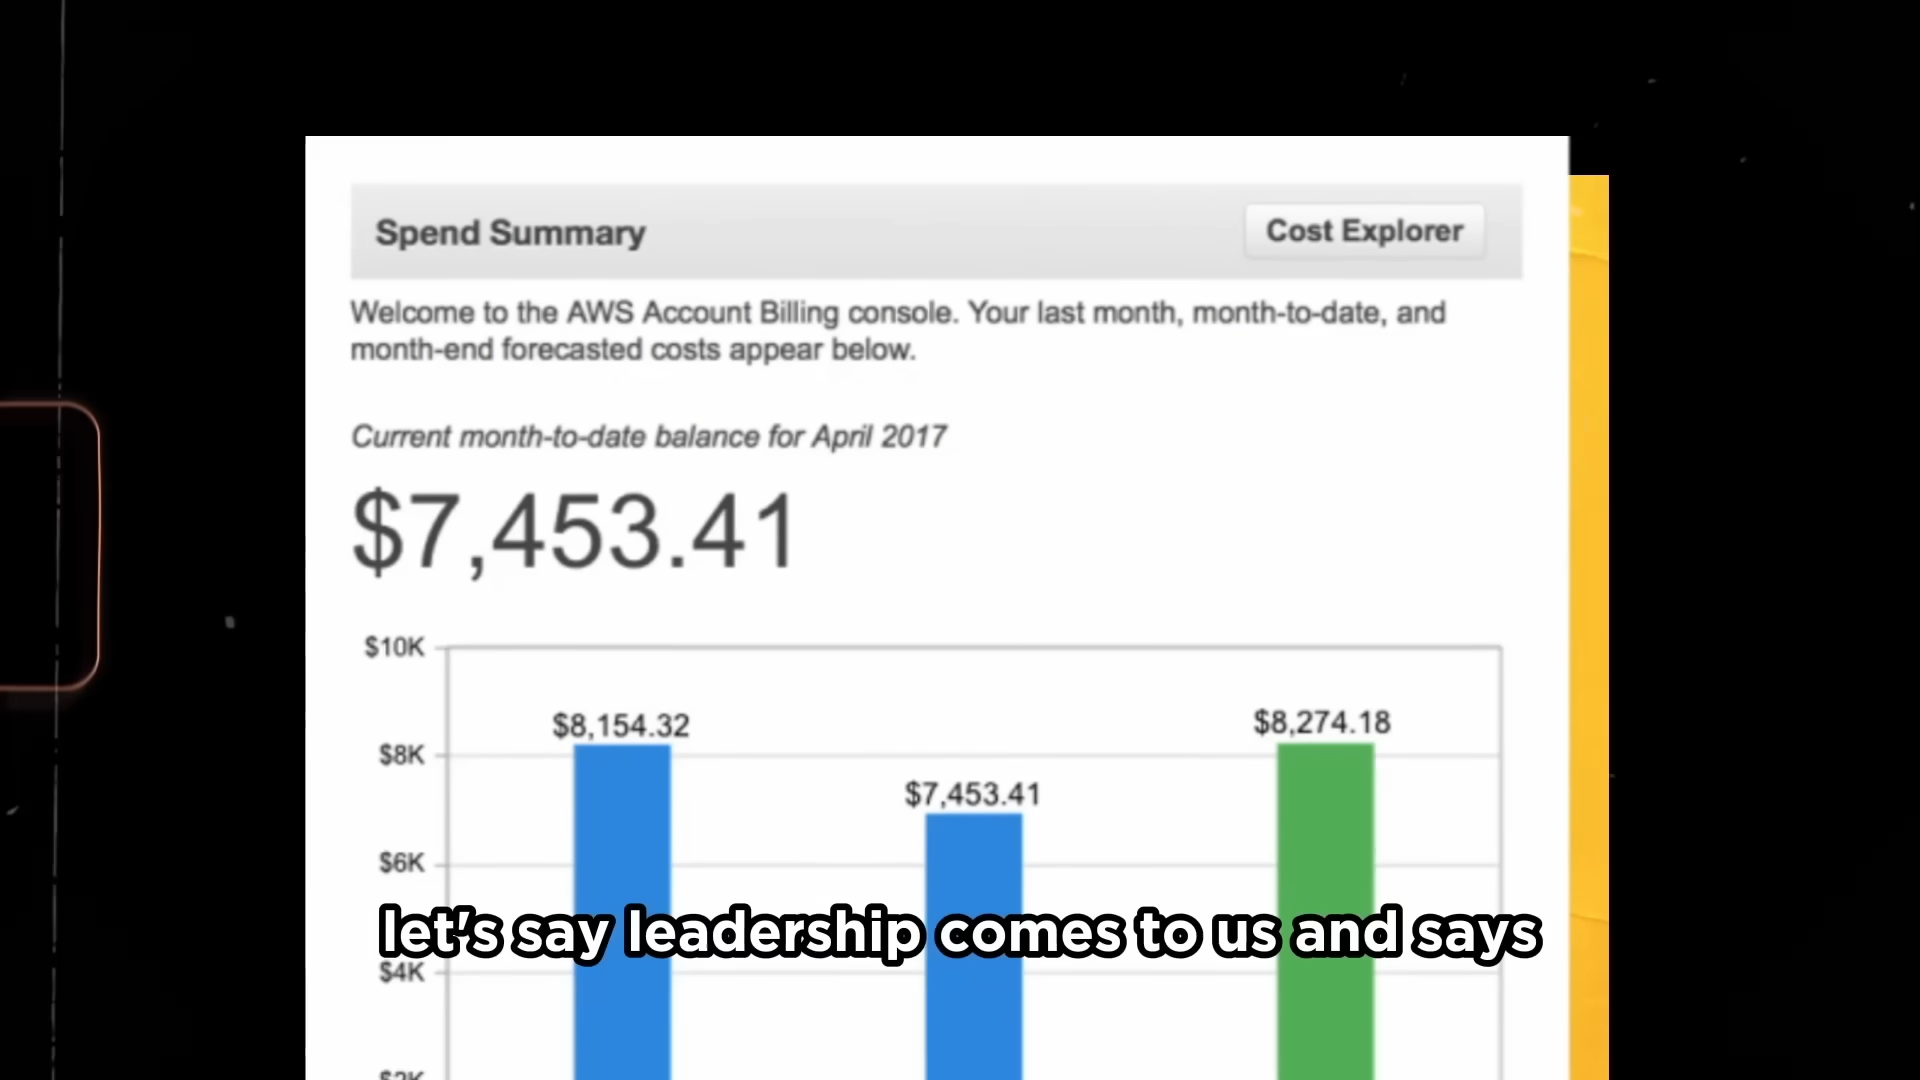 Spend Summary
Cost Explorer
Welcome to the AWS Account Billing console. Your last month, month-to-date, and
month-end forecasted costs appear below.
Current month-to-date balance for April 2017
$7,453.41
$10K
$8,154.32
$8,274.18
$8K
$7,453.41
$6K
let's say leadership comes to us and says
$4K
$2K